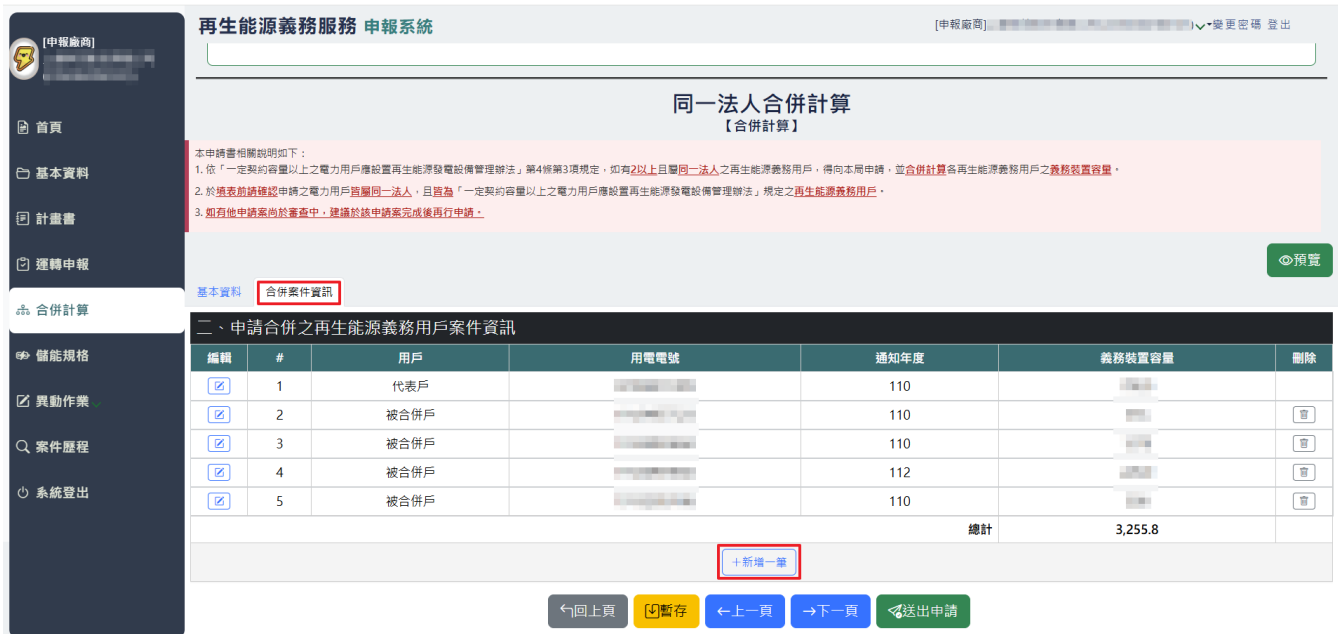 再生能源義務服務 申報系統
[申報廠商]
變更密碼 登出
[申報廠商]
首頁
基本資料
計畫書
運轉申報
合併計算
儲能規格
異動作業
案件歷程
系統登出
同一法人合併計算
【合併計算】
本申請書相關說明如下：
1. 依「一定契約容量以上之電力用戶應設置再生能源發電設備管理辦法」第4條第3項規定，如有2以上且屬同一法人之再生能源義務用戶，得向本局申請，並合併計算各再生能源義務用戶之義務裝置容量。
2. 於填表前請確認申請之電力用戶皆屬同一法人，且皆為「一定契約容量以上之電力用戶應設置再生能源發電設備管理辦法」規定之再生能源義務用戶。
3. 如有他申請案尚於審查中，建議於該申請案完成後再行申請。
預覽
基本資料 合併案件資訊
二、申請合併之再生能源義務用戶案件資訊
編輯 # 用戶 用電電號 通知年度 義務裝置容量 刪除
1 代表戶 110
2 被合併戶 110
3 被合併戶 110
4 被合併戶 112
5 被合併戶 110
總計 3,255.8
+新增一筆
回上頁 暫存 ←上一頁 →下一頁 送出申請